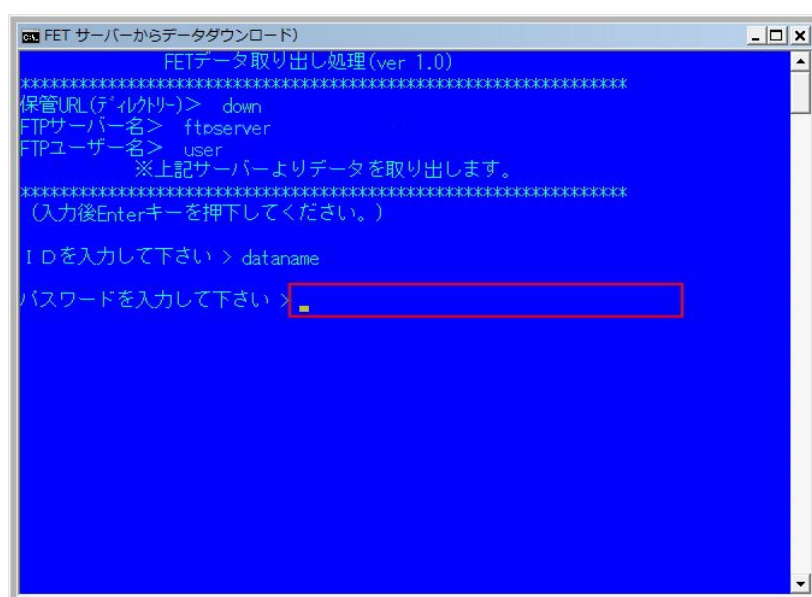 FET サーバーからデータダウンロード)
FETデータ取り出し処理(ver 1.0)
******************************************************************
保管URL(ディレクトリー)> down
FTPサーバー名> ftpserver
FTPユーザー名> user
※上記サーバーよりデータを取り出します。
******************************************************************
(入力後Enterキーを押下してください。)
IDを入力して下さい > dataname
パスワードを入力して下さい >